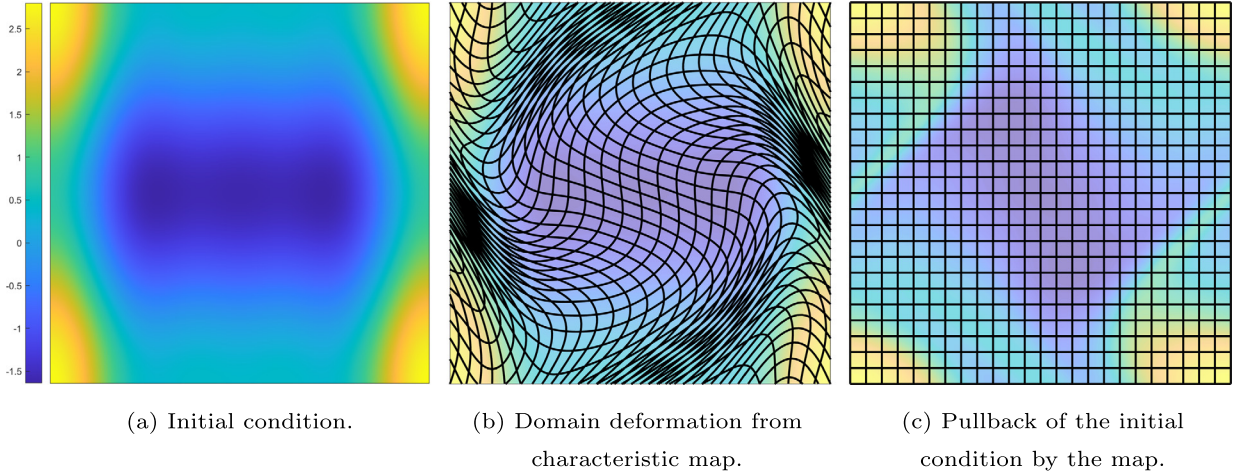 2.5
2
1.5
1
0.5
0
-0.5
-1
-1.5
(a) Initial condition.
(b) Domain deformation from
characteristic map.
(c) Pullback of the initial
condition by the map.